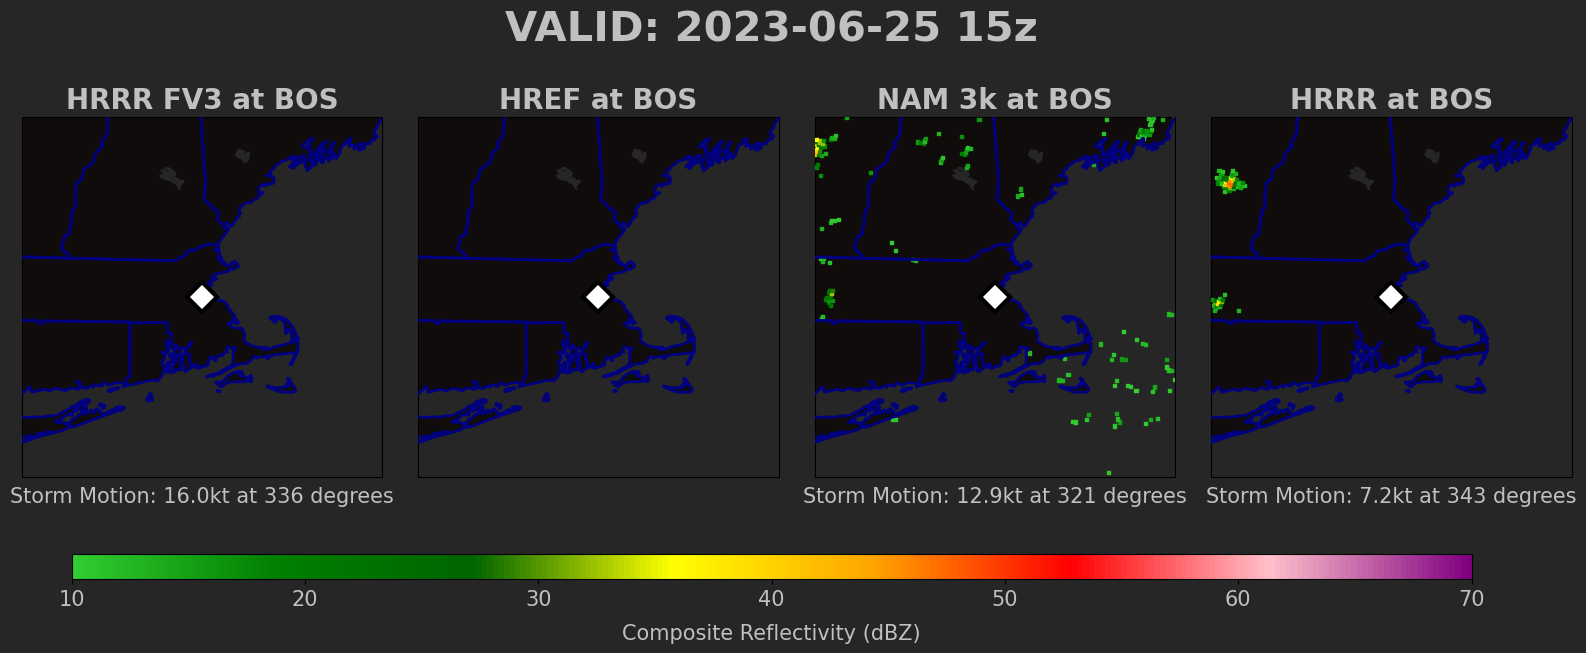 VALID: 2023-06-25 15z
HRRR FV3 at BOS
HREF at BOS
NAM 3k at BOS
HRRR at BOS
Storm Motion: 16.0kt at 336 degrees
Storm Motion: 12.9kt at 321 degrees
Storm Motion: 7.2kt at 343 degrees
10 20 30 40 50 60 70
Composite Reflectivity (dBZ)